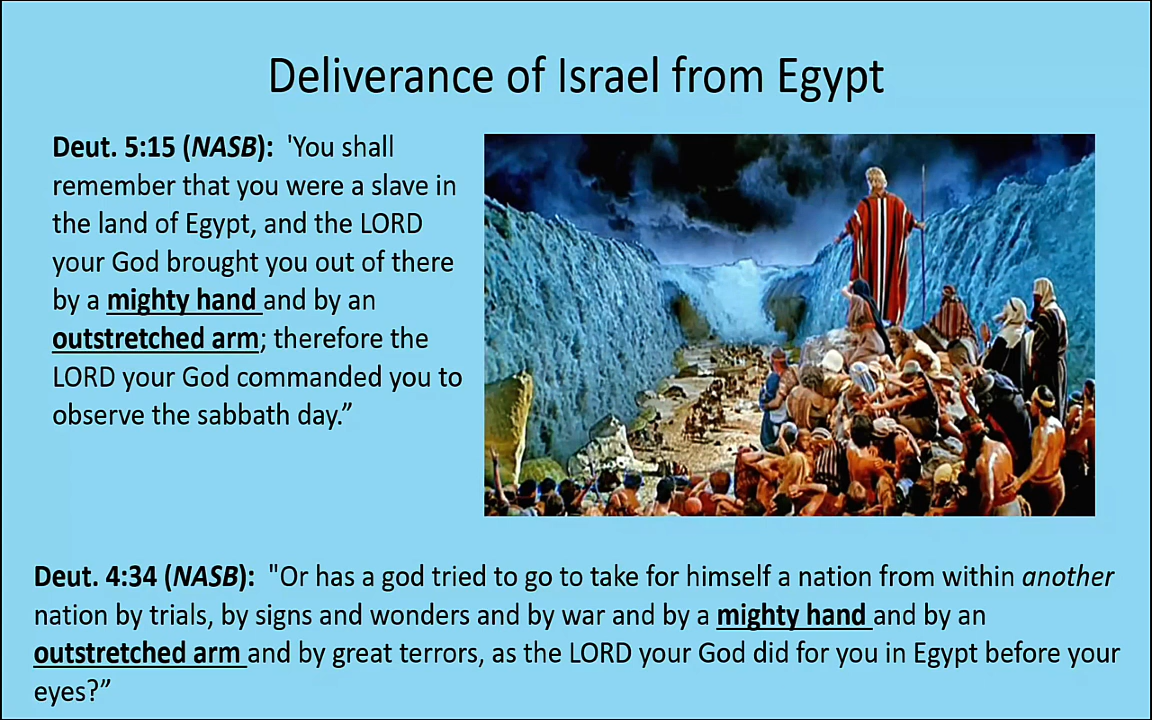 Deliverance of Israel from Egypt
Deut. 5:15 (NASB): 'You shall
remember that you were a slave in
the land of Egypt, and the LORD
your God brought you out of there
by a mighty hand and by an
outstretched arm; therefore the
LORD your God commanded you to
observe the sabbath day.”
Deut. 4:34 (NASB): "Or has a god tried to go to take for himself a nation from within another
nation by trials, by signs and wonders and by war and by a mighty hand and by an
outstretched arm and by great terrors, as the LORD your God did for you in Egypt before your
eyes?”